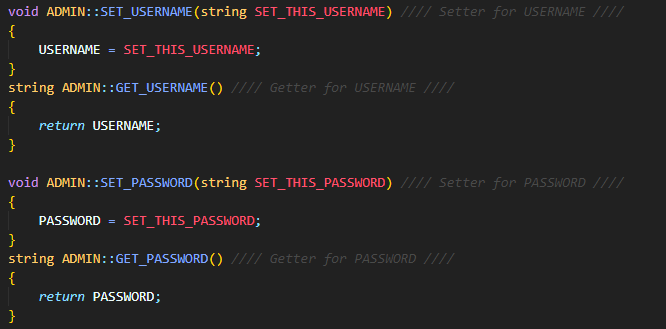 void ADMIN::SET_USERNAME(string SET_THIS_USERNAME) //// Setter for USERNAME ////
{
    USERNAME = SET_THIS_USERNAME;
}
string ADMIN::GET_USERNAME() //// Getter for USERNAME ////
{
    return USERNAME;
}

void ADMIN::SET_PASSWORD(string SET_THIS_PASSWORD) //// Setter for PASSWORD ////
{
    PASSWORD = SET_THIS_PASSWORD;
}
string ADMIN::GET_PASSWORD() //// Getter for PASSWORD ////
{
    return PASSWORD;
}